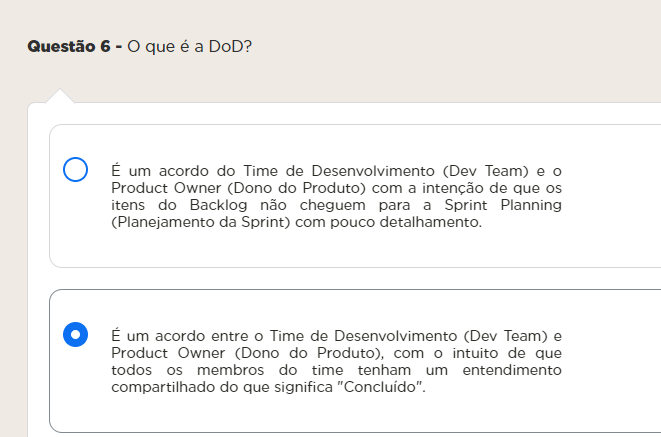 Questão 6 - O que é a DoD?
É um acordo do Time de Desenvolvimento (Dev Team) e o
Product Owner (Dono do Produto) com a intenção de que os
itens do Backlog não cheguem para a Sprint Planning
(Planejamento da Sprint) com pouco detalhamento.
É um acordo entre o Time de Desenvolvimento (Dev Team) e
Product Owner (Dono do Produto), com o intuito de que
todos os membros do time tenham um entendimento
compartilhado do que significa "Concluído".